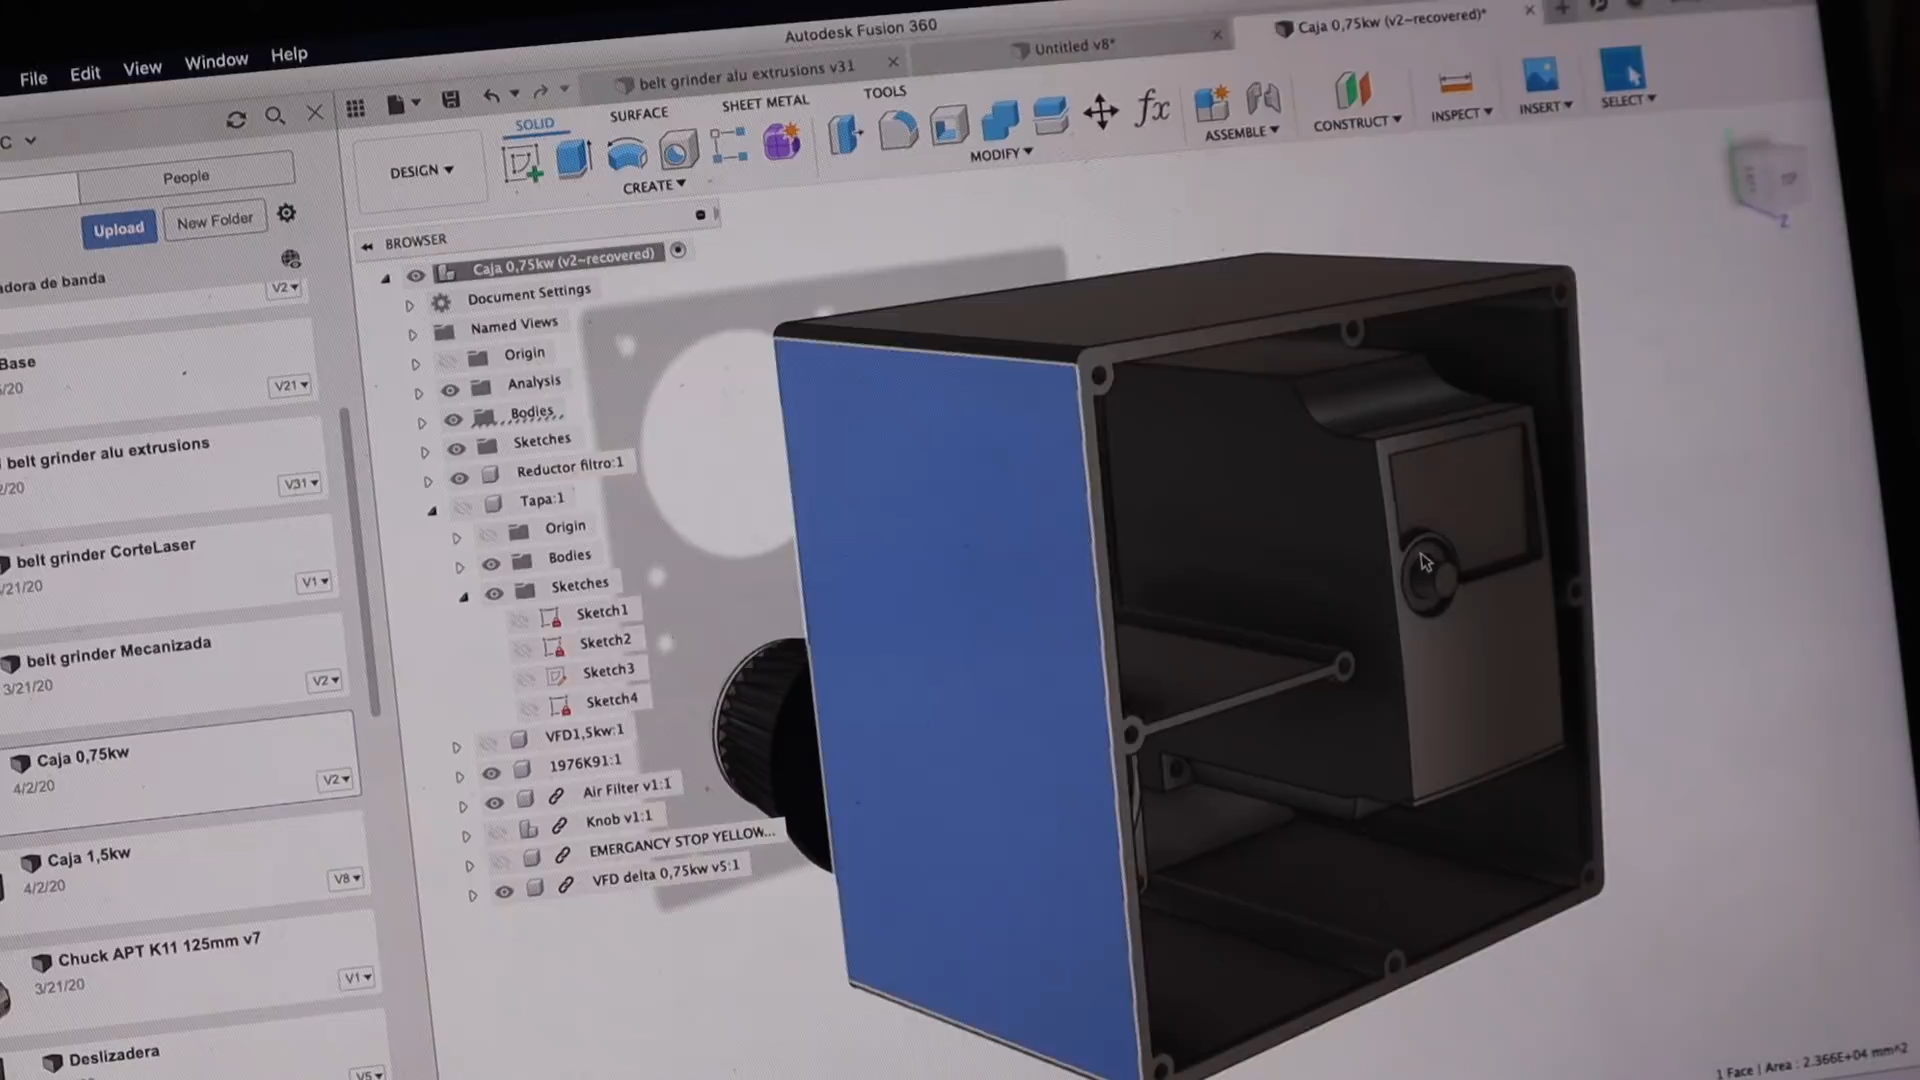 Autodesk Fusion 360
File Edit View Window Help
belt grinder alu extrusions v31
Untitled v8*
Caja 0,75kw (v2~recovered)*
SOLID SURFACE SHEET METAL TOOLS
DESIGN
CREATE MODIFY ASSEMBLE CONSTRUCT INSPECT INSERT SELECT
fx
People
Upload New Folder
adora de banda
V2
Base
/20
V21
belt grinder alu extrusions
2/20
V31
belt grinder CorteLaser
/21/20
V1
belt grinder Mecanizada
3/21/20
V2
Caja 0,75kw
4/2/20
V2
Caja 1,5kw
4/2/20
V8
Chuck APT K11 125mm v7
3/21/20
V1
Deslizadera
V5
BROWSER
Caja 0,75kw (v2~recovered)
Document Settings
Named Views
Origin
Analysis
Bodies
Sketches
Reductor filtro:1
Tapa:1
Origin
Bodies
Sketches
Sketch1
Sketch2
Sketch3
Sketch4
VFD1,5kw:1
1976K91:1
Air Filter v1:1
Knob v1:1
EMERGANCY STOP YELLOW...
VFD delta 0,75kw v5:1
Z
1 Face | Area : 2.366E+04 mm^2